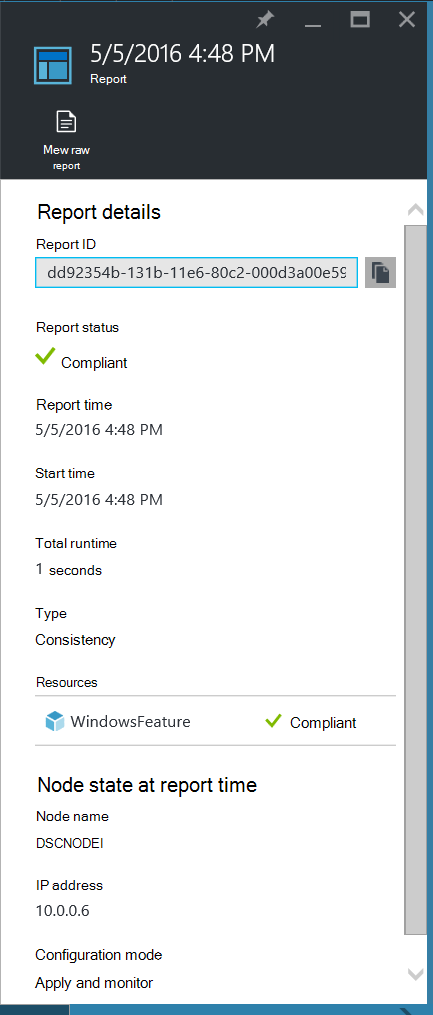 5/5/2016 4:48 PM
Report
Mew raw
report
Report details
Report ID
dd92354b-131b-11e6-80c2-000d3a00e59
Report status
Compliant
Report time
5/5/2016 4:48 PM
Start time
5/5/2016 4:48 PM
Total runtime
1 seconds
Type
Consistency
Resources
WindowsFeature Compliant
Node state at report time
Node name
DSCNODEI
IP address
10.0.0.6
Configuration mode
Apply and monitor